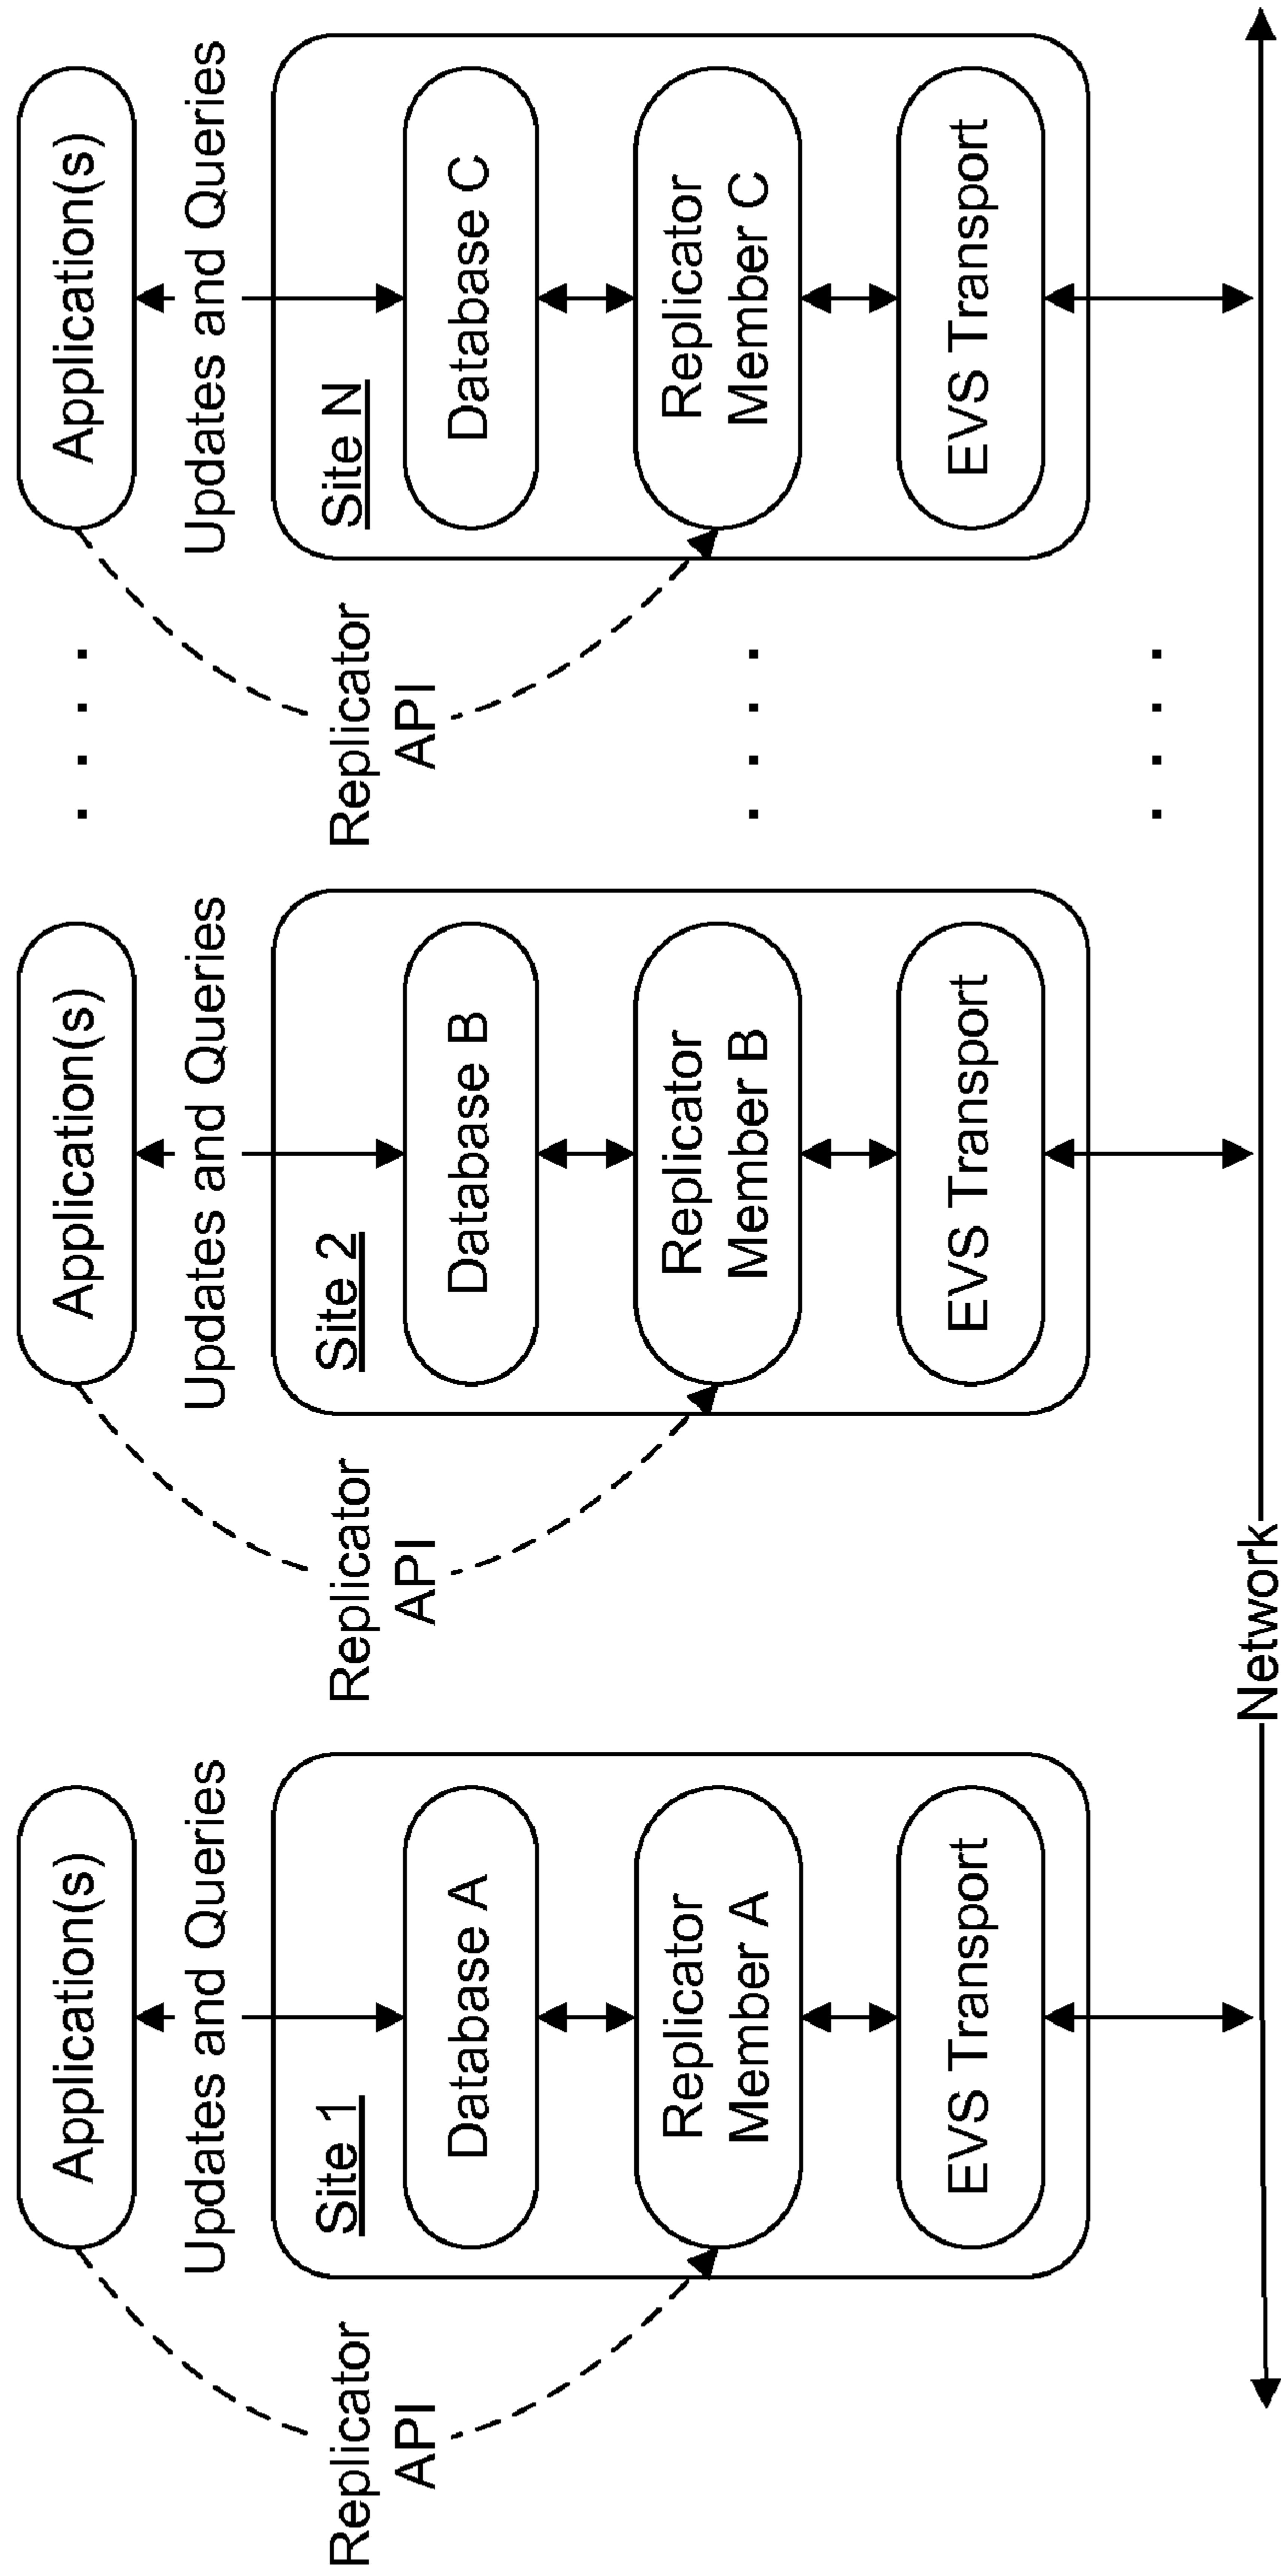 Application(s)
Updates and Queries
Replicator
API
Site 1
Database A
Replicator
Member A
EVS Transport
Application(s)
Updates and Queries
Replicator
API
Site 2
Database B
Replicator
Member B
EVS Transport
. . . .
. . . .
. . . .
Application(s)
Updates and Queries
Replicator
API
Site N
Database C
Replicator
Member C
EVS Transport
Network